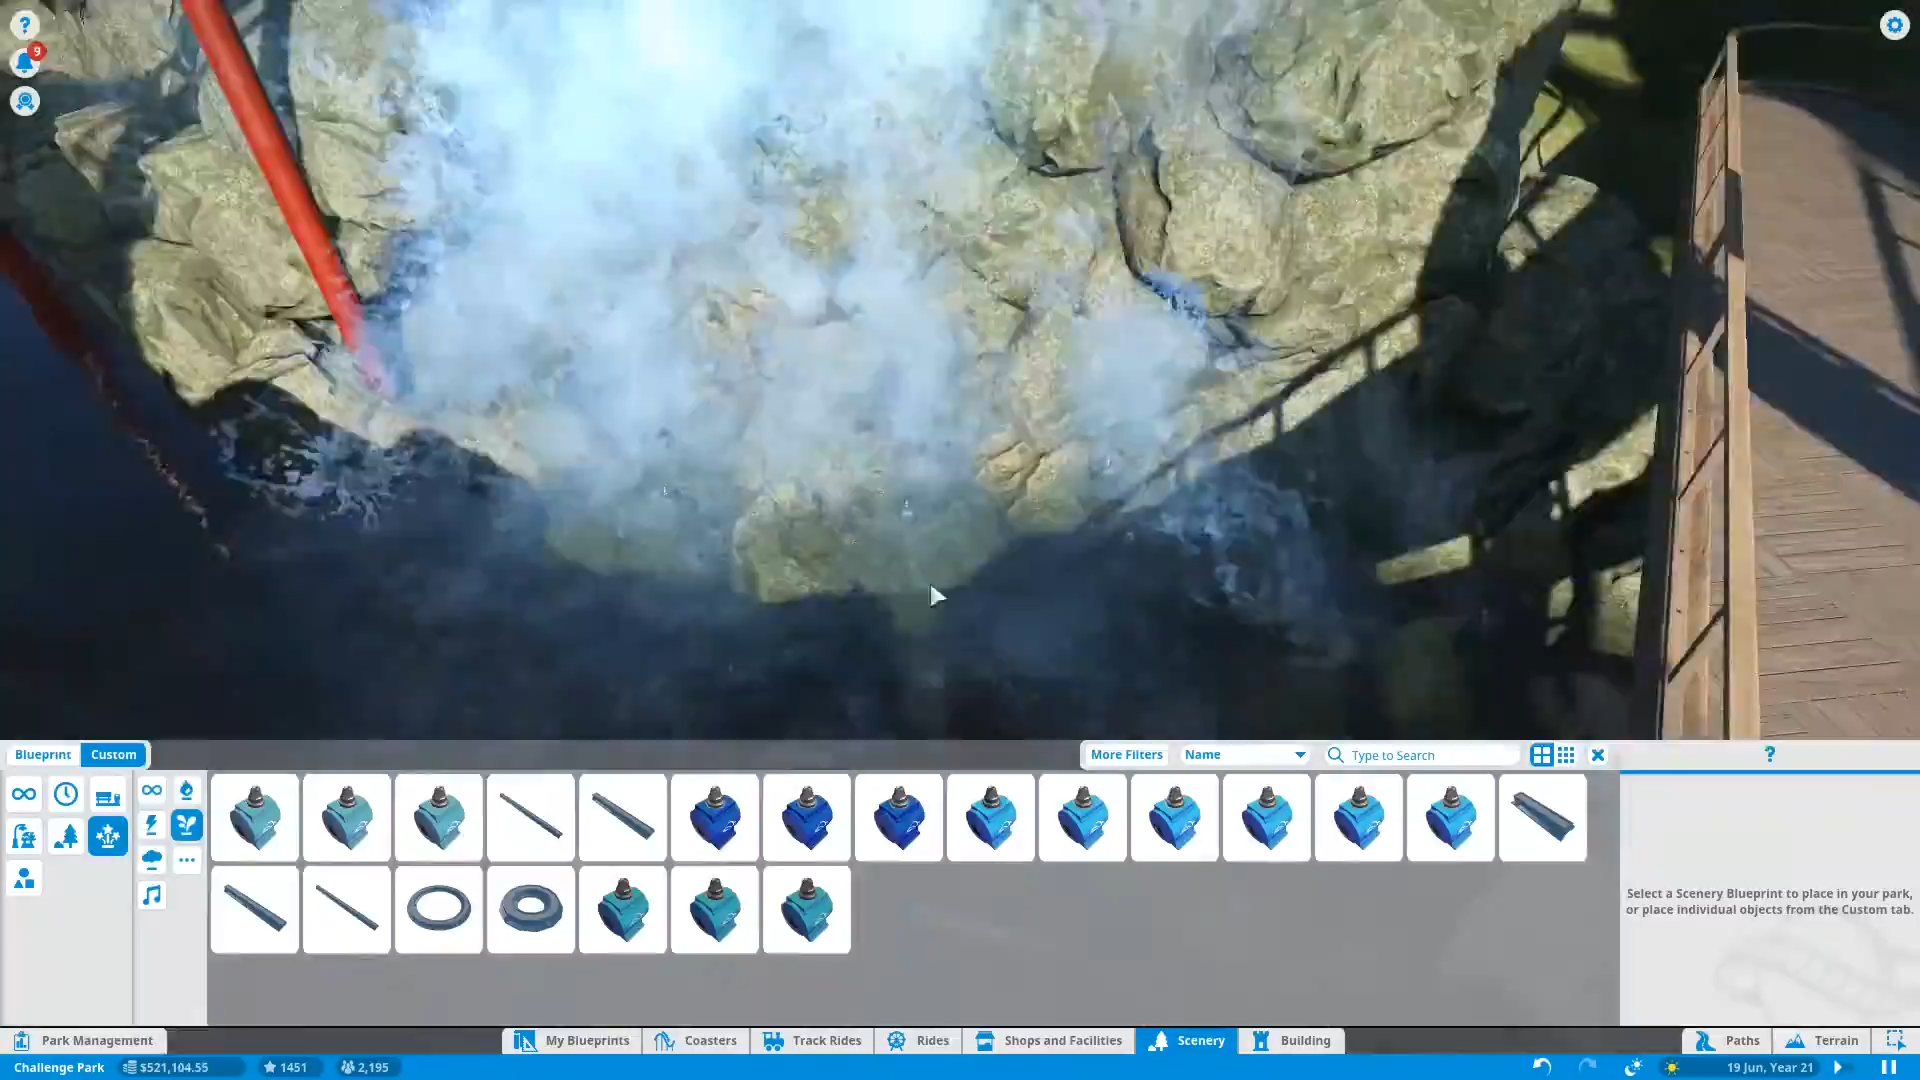 9
Blueprint
Custom
More Filters
Name
Type to Search
?
Select a Scenery Blueprint to place in your park,
or place individual objects from the Custom tab.
Park Management
My Blueprints
Coasters
Track Rides
Rides
Shops and Facilities
Scenery
Building
Paths
Terrain
Challenge Park
$521,104.55
1451
2,195
19 Jun, Year 21